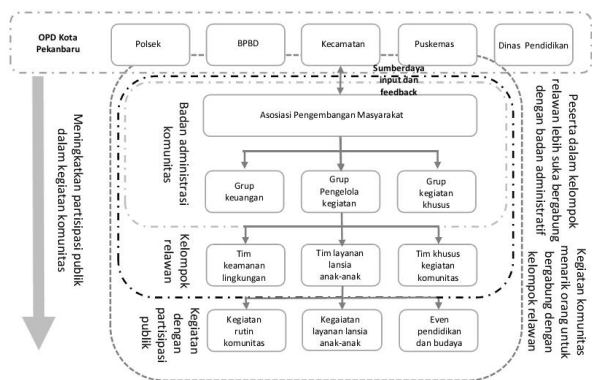 OPD Kota
Pekanbaru
Polsek
BPBD
Kecamatan
Puskemas
Dinas Pendidikan
Sumberdaya
input dan
feedback
Meningkatkan partisipasi publik
dalam kegiatan komunitas
Badan administrasi
komunitas
Asosiasi Pengembangan Masyarakat
Grup
keuangan
Grup
Pengelola
kegiatan
Grup
kegiatan
khusus
Peserta dalam kelompok
relawan lebih suka bergabung
dengan badan administratif
Kelompok
relawan
Tim
keamanan
lingkungan
Tim layanan
lansia
anak-anak
Tim khusus
kegiatan
komunitas
Kegiatan komunitas
menarik orang untuk
bergabung dengan
kelompok relawan
Kegiatan
dengan
partisipasi
publik
Kegiatan
rutin
komunitas
Kegaiatan
layanan lansia
anak-anak
Even
pendidikan
dan budaya